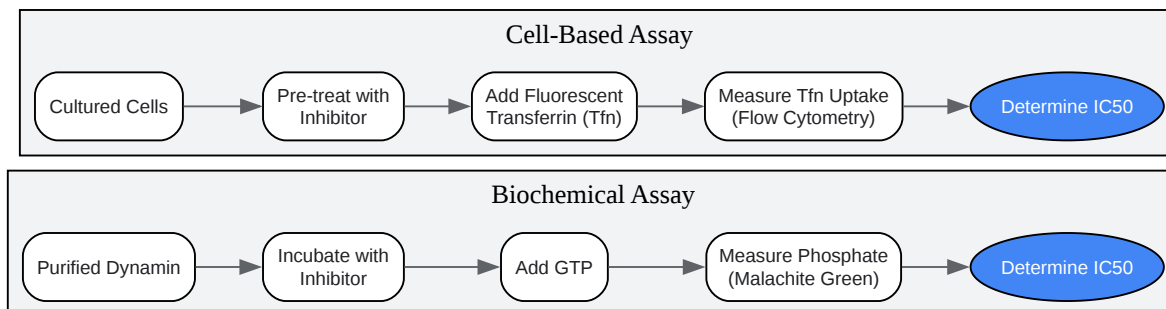 Cell-Based Assay
Cultured Cells
Pre-treat with
Inhibitor
Add Fluorescent
Transferrin (Tfn)
Measure Tfn Uptake
(Flow Cytometry)
Determine IC50
Biochemical Assay
Purified Dynamin
Incubate with
Inhibitor
Add GTP
Measure Phosphate
(Malachite Green)
Determine IC50